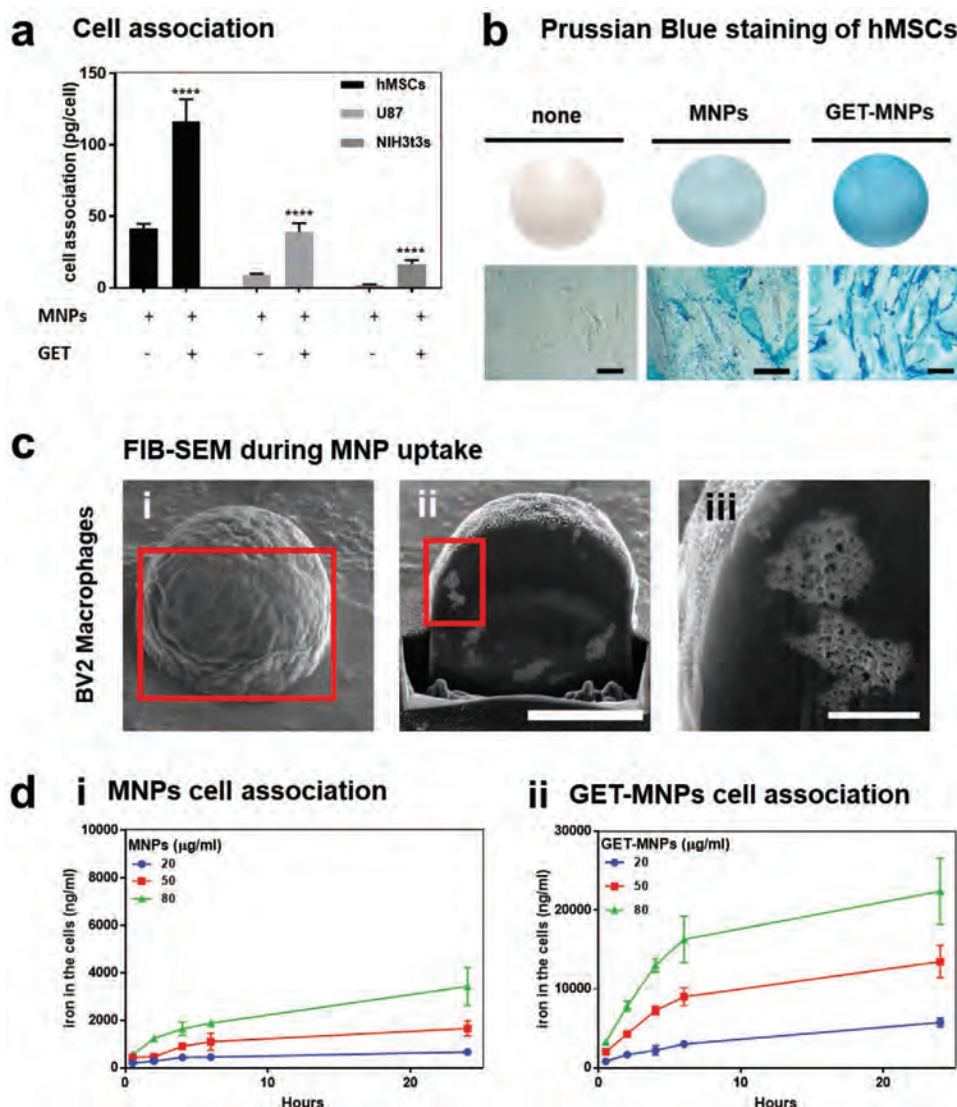 a Cell association
150
100
50
0
cell association (pg/cell)
****
****
****
hMSCs
U87
NIH3t3s
MNPs + + + + + +
GET - + - + - +
b Prussian Blue staining of hMSCs
none MNPs GET-MNPs
c FIB-SEM during MNP uptake
BV2 Macrophages
i ii iii
d i MNPs cell association
10000
8000
6000
4000
2000
0
iron in the cells (ng/ml)
MNPs (µg/ml)
20
50
80
0 10 20
Hours
ii GET-MNPs cell association
30000
20000
10000
0
iron in the cells (ng/ml)
GET-MNPs (µg/ml)
20
50
80
0 10 20
Hours